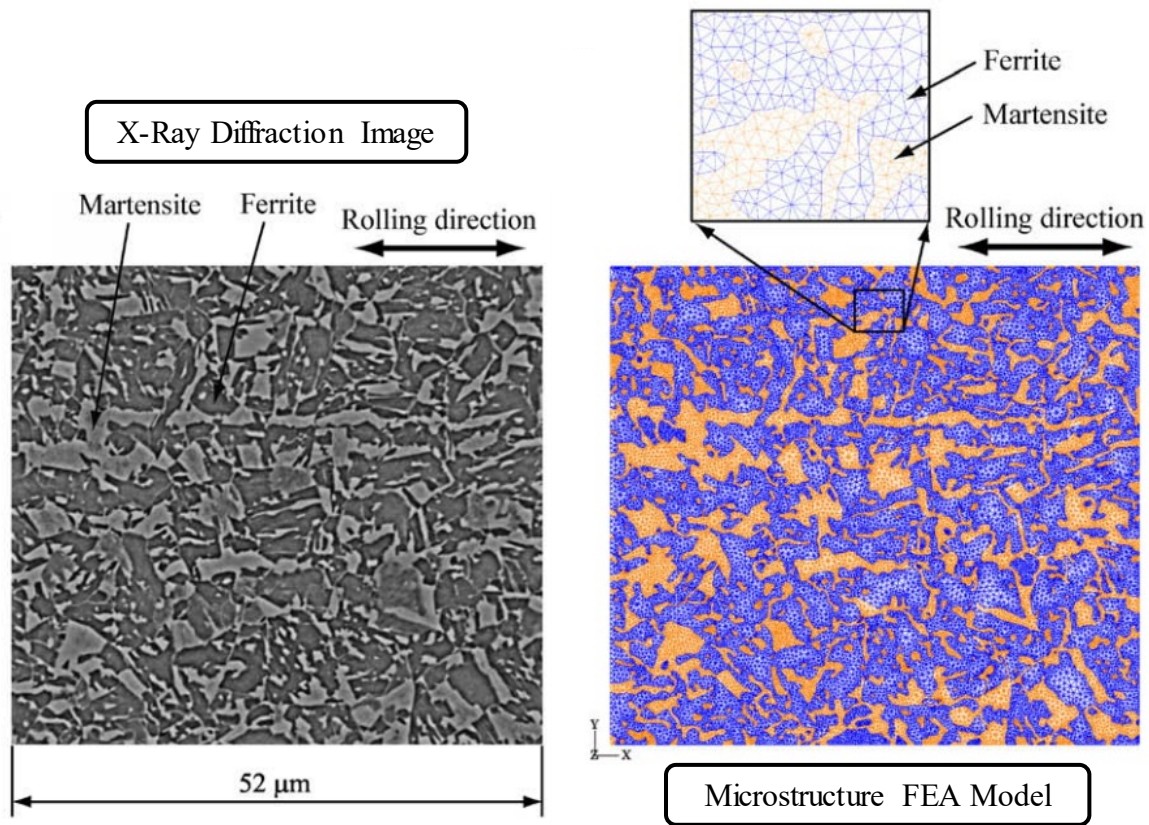 X-Ray Diffraction Image
Martensite
Ferrite
Rolling direction
52 μm
Ferrite
Martensite
Rolling direction
Y
Z
X
Microstructure FEA Model